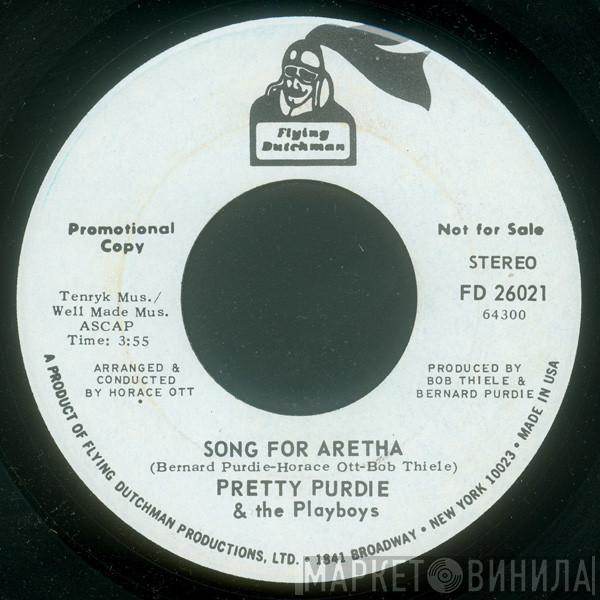 Flying
Dutchman
Promotional
Copy
Not for Sale
STEREO
FD 26021
64300
Tenryk Mus./
Well Made Mus.
ASCAP
Time: 3:55
ARRANGED &
CONDUCTED
BY HORACE OTT
PRODUCED BY
BOB THIELE &
BERNARD PURDIE
SONG FOR ARETHA
(Bernard Purdie-Horace Ott-Bob Thiele)
PRETTY PURDIE
& the Playboys
A PRODUCT OF FLYING DUTCHMAN PRODUCTIONS, LTD. • 1841 BROADWAY • NEW YORK 10023 • MADE IN USA
МАРКЕТ ВИНИЛА